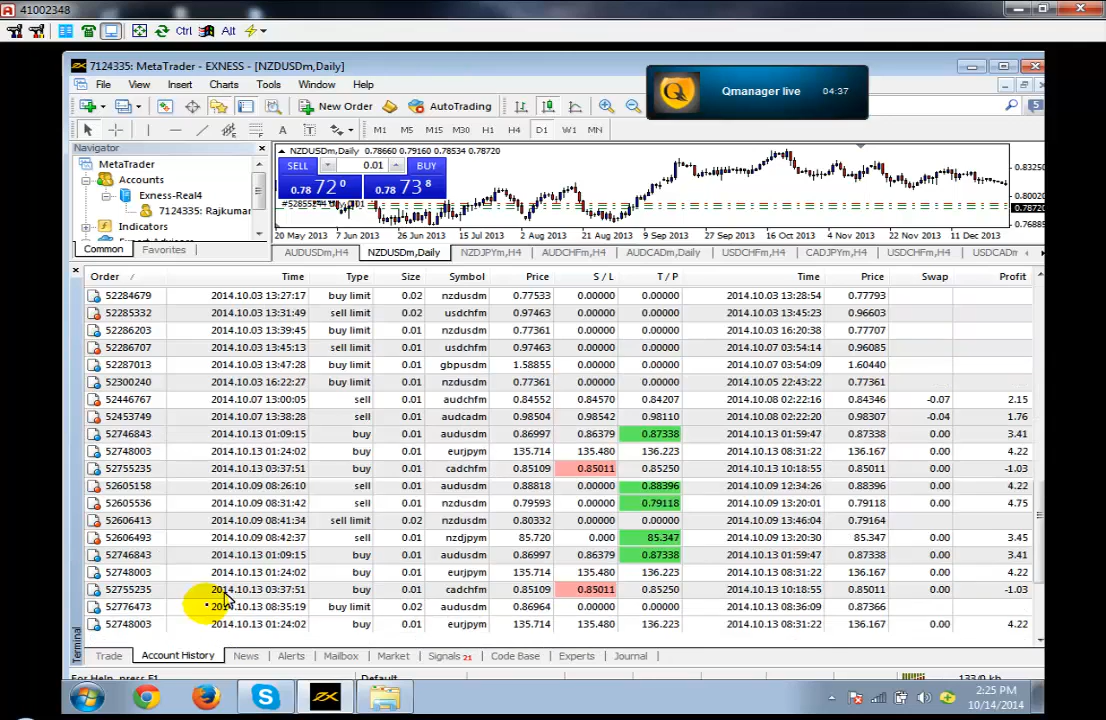 41002348
Ctrl Alt
7124335: MetaTrader - EXNESS - [NZDUSDm,Daily]
File View Insert Charts Tools Window Help
Qmanager live 04:37
New Order AutoTrading
5
A T M1 M5 M15 M30 H1 H4 D1 W1 MN
Navigator
MetaTrader
Accounts
Exness-Real4
7124335: Rajkumar
Indicators
Common Favorites
NZDUSDm,Daily 0.78660 0.79160 0.78534 0.78720
SELL 0.01 BUY
0.78 72 0 0.78 73 8
0.83250
0.80020
0.78720
0.76885
20 May 2013 7 Jun 2013 26 Jun 2013 15 Jul 2013 2 Aug 2013 21 Aug 2013 9 Sep 2013 27 Sep 2013 16 Oct 2013 4 Nov 2013 22 Nov 2013 11 Dec 2013
AUDUSDm,H4 NZDUSDm,Daily NZDJPYm,H4 AUDCHFm,H4 AUDCADm,Daily USDCHFm,H4 CADJPYm,H4 USDCHFm,H4 USDCADm
Order / Time Type Size Symbol Price S / L T / P Time Price Swap Profit
52284679 2014.10.03 13:27:17 buy limit 0.02 nzdusdm 0.77533 0.00000 0.00000 2014.10.03 13:28:54 0.77793
52285332 2014.10.03 13:31:49 sell limit 0.02 usdchfm 0.97463 0.00000 0.00000 2014.10.03 13:45:23 0.96603
52286203 2014.10.03 13:39:45 buy limit 0.01 nzdusdm 0.77361 0.00000 0.00000 2014.10.03 16:20:38 0.77707
52286707 2014.10.03 13:45:13 sell limit 0.01 usdchfm 0.97463 0.00000 0.00000 2014.10.07 03:54:14 0.96085
52287013 2014.10.03 13:47:28 buy limit 0.01 gbpusdm 1.58855 0.00000 0.00000 2014.10.07 03:54:09 1.60440
52300240 2014.10.03 16:22:27 buy limit 0.01 nzdusdm 0.77361 0.00000 0.00000 2014.10.05 22:43:22 0.77361
52446767 2014.10.07 13:00:05 sell 0.01 audchfm 0.84552 0.84570 0.84207 2014.10.08 02:22:16 0.84346 -0.07 2.15
52453749 2014.10.07 13:38:28 sell 0.01 audcadm 0.98504 0.98542 0.98110 2014.10.08 02:22:20 0.98307 -0.04 1.76
52746843 2014.10.13 01:09:15 buy 0.01 audusdm 0.86997 0.86379 0.87338 2014.10.13 01:59:47 0.87338 0.00 3.41
52748003 2014.10.13 01:24:02 buy 0.01 eurjpym 135.714 135.480 136.223 2014.10.13 08:31:22 136.167 0.00 4.22
52755235 2014.10.13 03:37:51 buy 0.01 cadchfm 0.85109 0.85011 0.85250 2014.10.13 10:18:55 0.85011 0.00 -1.03
52605158 2014.10.09 08:26:10 sell 0.01 audusdm 0.88818 0.00000 0.88396 2014.10.09 12:34:26 0.88396 0.00 4.22
52605536 2014.10.09 08:31:42 sell 0.01 nzdusdm 0.79593 0.00000 0.79118 2014.10.09 13:20:01 0.79118 0.00 4.75
52606413 2014.10.09 08:41:34 sell limit 0.02 nzdusdm 0.80332 0.00000 0.00000 2014.10.09 13:46:04 0.79164
52606493 2014.10.09 08:42:37 sell 0.01 nzdjpym 85.720 0.000 85.347 2014.10.09 13:20:30 85.347 0.00 3.45
52746843 2014.10.13 01:09:15 buy 0.01 audusdm 0.86997 0.86379 0.87338 2014.10.13 01:59:47 0.87338 0.00 3.41
52748003 2014.10.13 01:24:02 buy 0.01 eurjpym 135.714 135.480 136.223 2014.10.13 08:31:22 136.167 0.00 4.22
52755235 2014.10.13 03:37:51 buy 0.01 cadchfm 0.85109 0.85011 0.85250 2014.10.13 10:18:55 0.85011 0.00 -1.03
52776473 2014.10.13 08:35:19 buy limit 0.02 audusdm 0.86964 0.00000 0.00000 2014.10.13 08:36:09 0.87366
52748003 2014.10.13 01:24:02 buy 0.01 eurjpym 135.714 135.480 136.223 2014.10.13 08:31:22 136.167 0.00 4.22
Terminal
Trade Account History News Alerts Mailbox Market Signals 21 Code Base Experts Journal
For Help, press F1 Default 133/0 kb
2:25 PM
10/14/2014